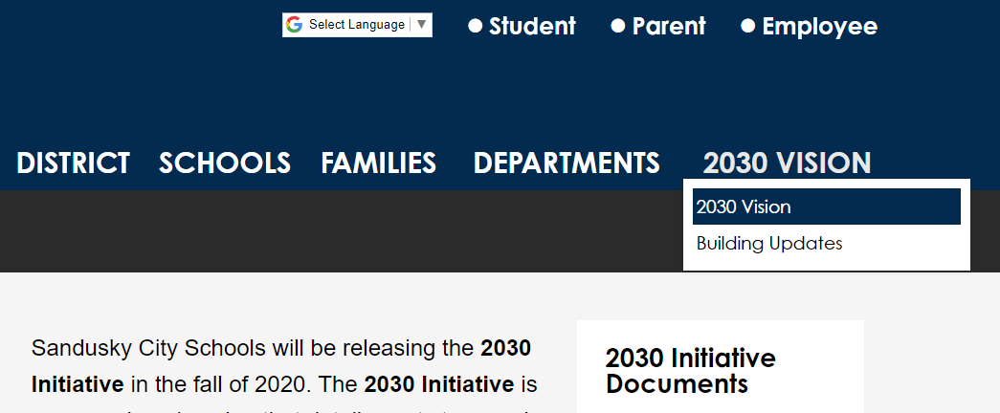 Select Language ▼
Student Parent Employee
DISTRICT SCHOOLS FAMILIES DEPARTMENTS 2030 VISION
2030 Vision
Building Updates
Sandusky City Schools will be releasing the 2030
Initiative in the fall of 2020. The 2030 Initiative is
2030 Initiative
Documents